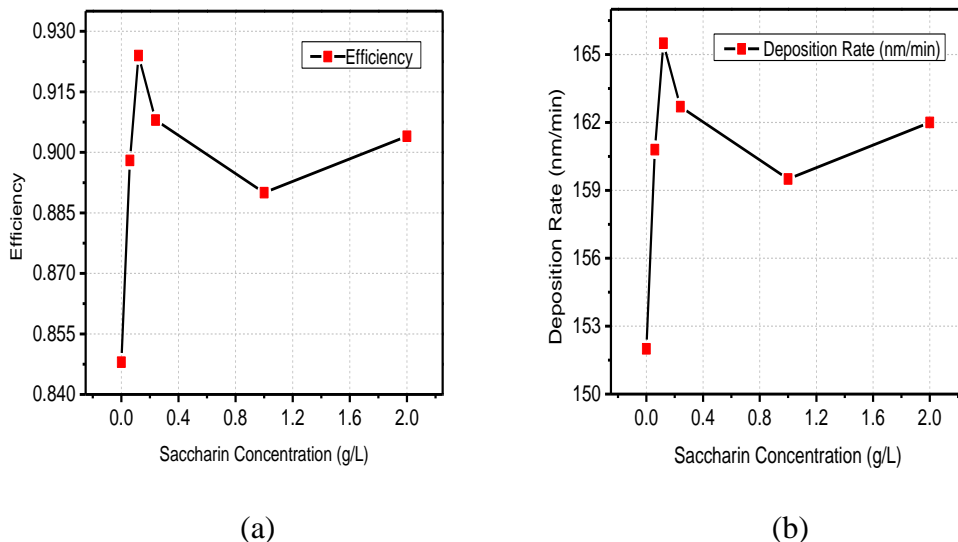 0.930
0.915
0.900
0.885
0.870
0.855
0.840
Efficiency
Efficiency
0.0 0.4 0.8 1.2 1.6 2.0
Saccharin Concentration (g/L)
(a)
165
162
159
156
153
150
Deposition Rate (nm/min)
Deposition Rate (nm/min)
0.0 0.4 0.8 1.2 1.6 2.0
Saccharin Concentration (g/L)
(b)